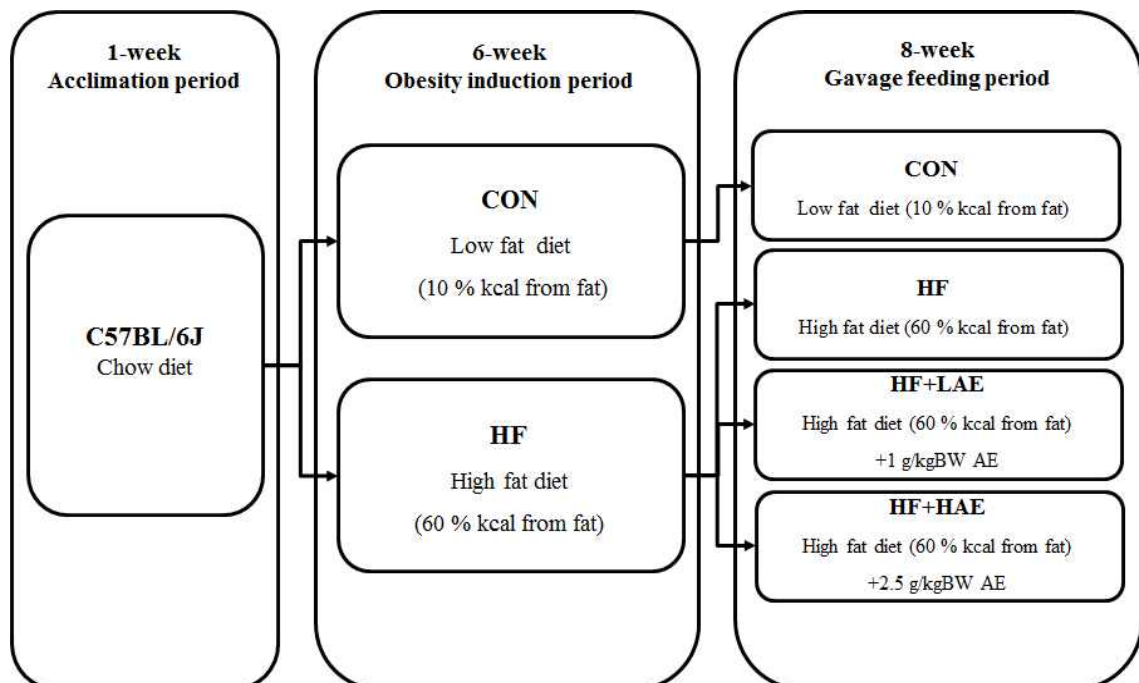 1-week
Acclimation period
C57BL/6J
Chow diet
6-week
Obesity induction period
CON
Low fat diet
(10 % kcal from fat)
HF
High fat diet
(60 % kcal from fat)
8-week
Gavage feeding period
CON
Low fat diet (10 % kcal from fat)
HF
High fat diet (60 % kcal from fat)
HF+LAE
High fat diet (60 % kcal from fat)
+1 g/kgBW AE
HF+HAE
High fat diet (60 % kcal from fat)
+2.5 g/kgBW AE